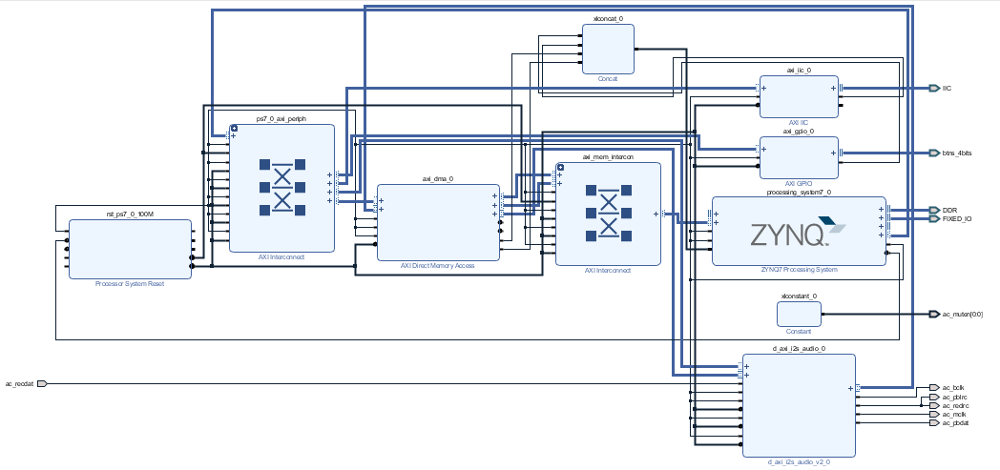 xlconcat_0
Concat
axi_iic_0
IIC
AXI IIC
ps7_0_axi_periph
axi_gpio_0
btns_4bits
AXI GPIO
axi_mem_intercon
axi_dma_0
processing_system7_0
DDR
FIXED_IO
ZYNQ
rst_ps7_0_100M
AXI Interconnect
AXI Direct Memory Access
AXI Interconnect
ZYNQ7 Processing System
Processor System Reset
xlconstant_0
ac_muten[0:0]
Constant
d_axi_i2s_audio_0
ac_recdat
ac_bclk
ac_pblrc
ac_reclrc
ac_mclk
ac_pbdat
d_axi_i2s_audio_v2_0